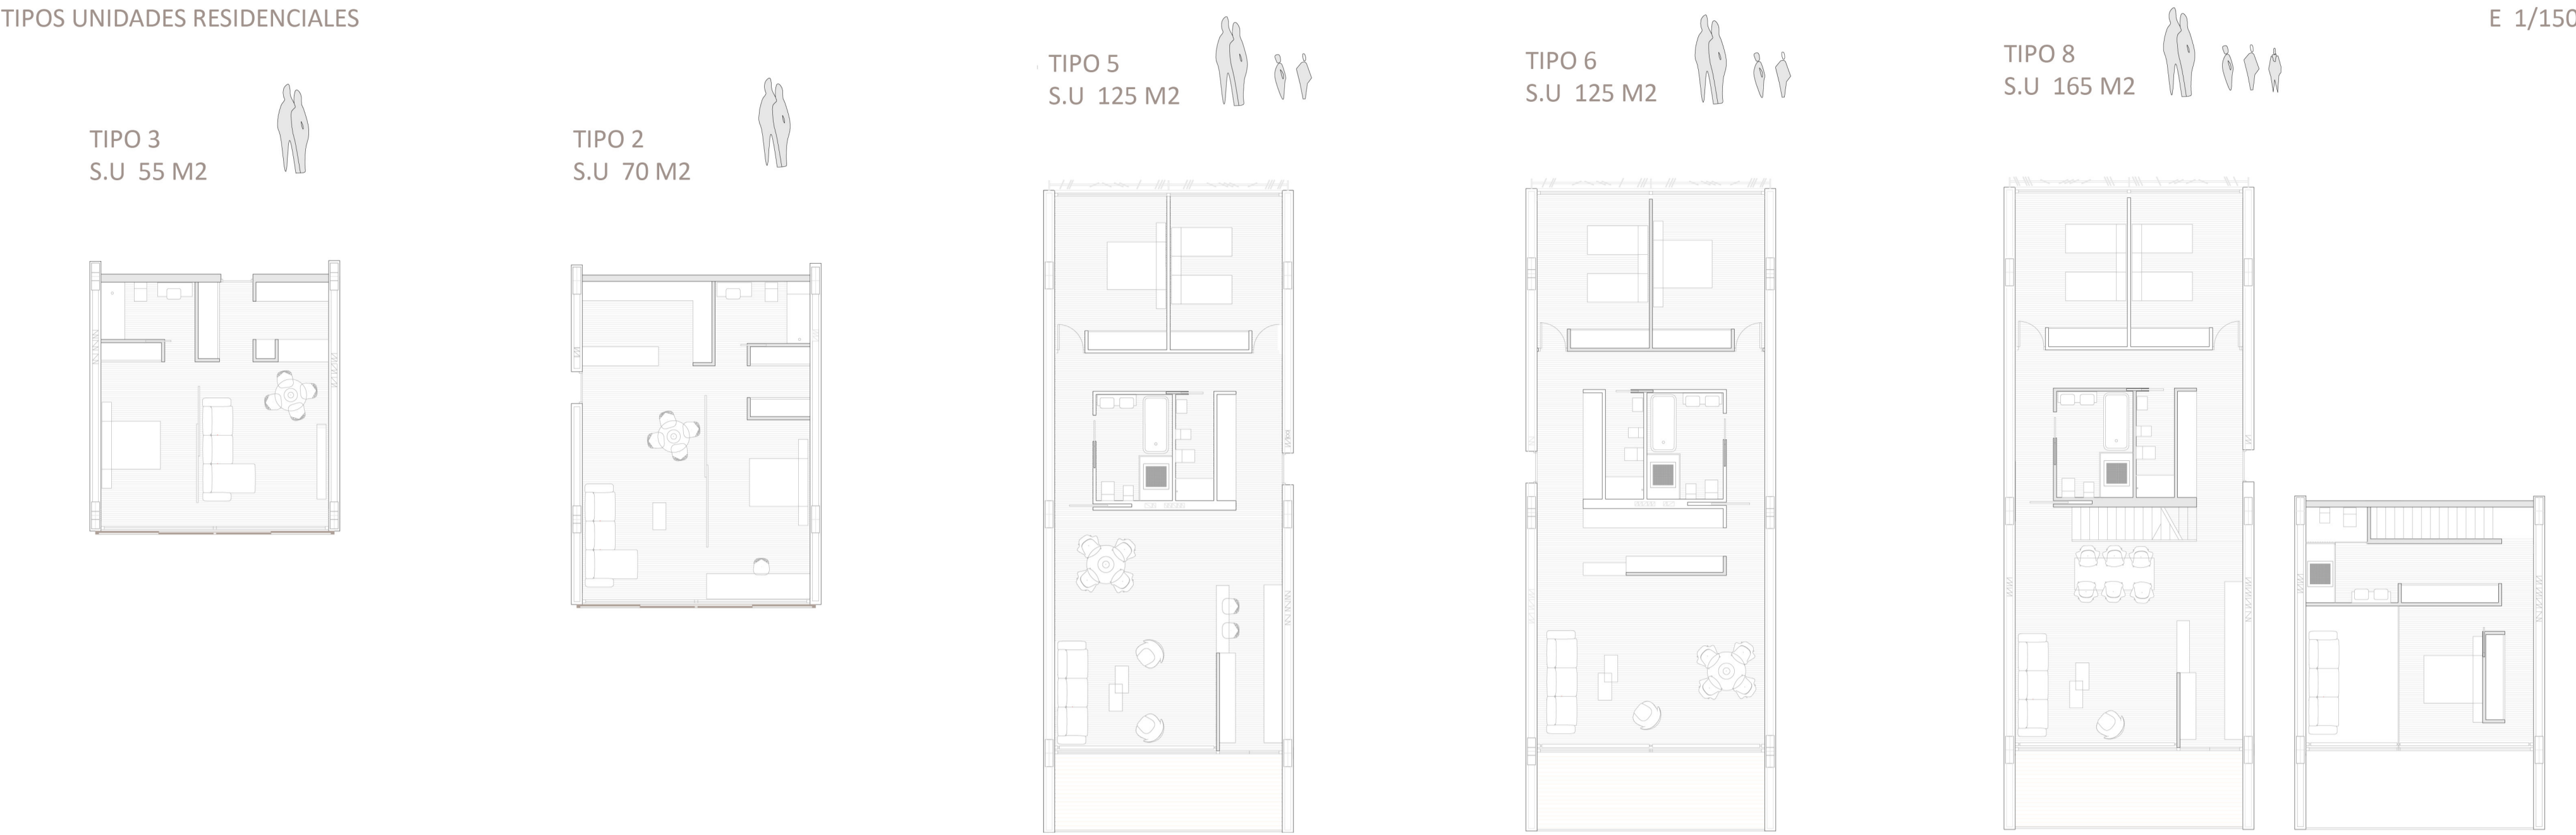 TIPOS UNIDADES RESIDENCIALES
E 1/150
TIPO 3
S.U 55 M2
TIPO 2
S.U 70 M2
TIPO 5
S.U 125 M2
TIPO 6
S.U 125 M2
TIPO 8
S.U 165 M2